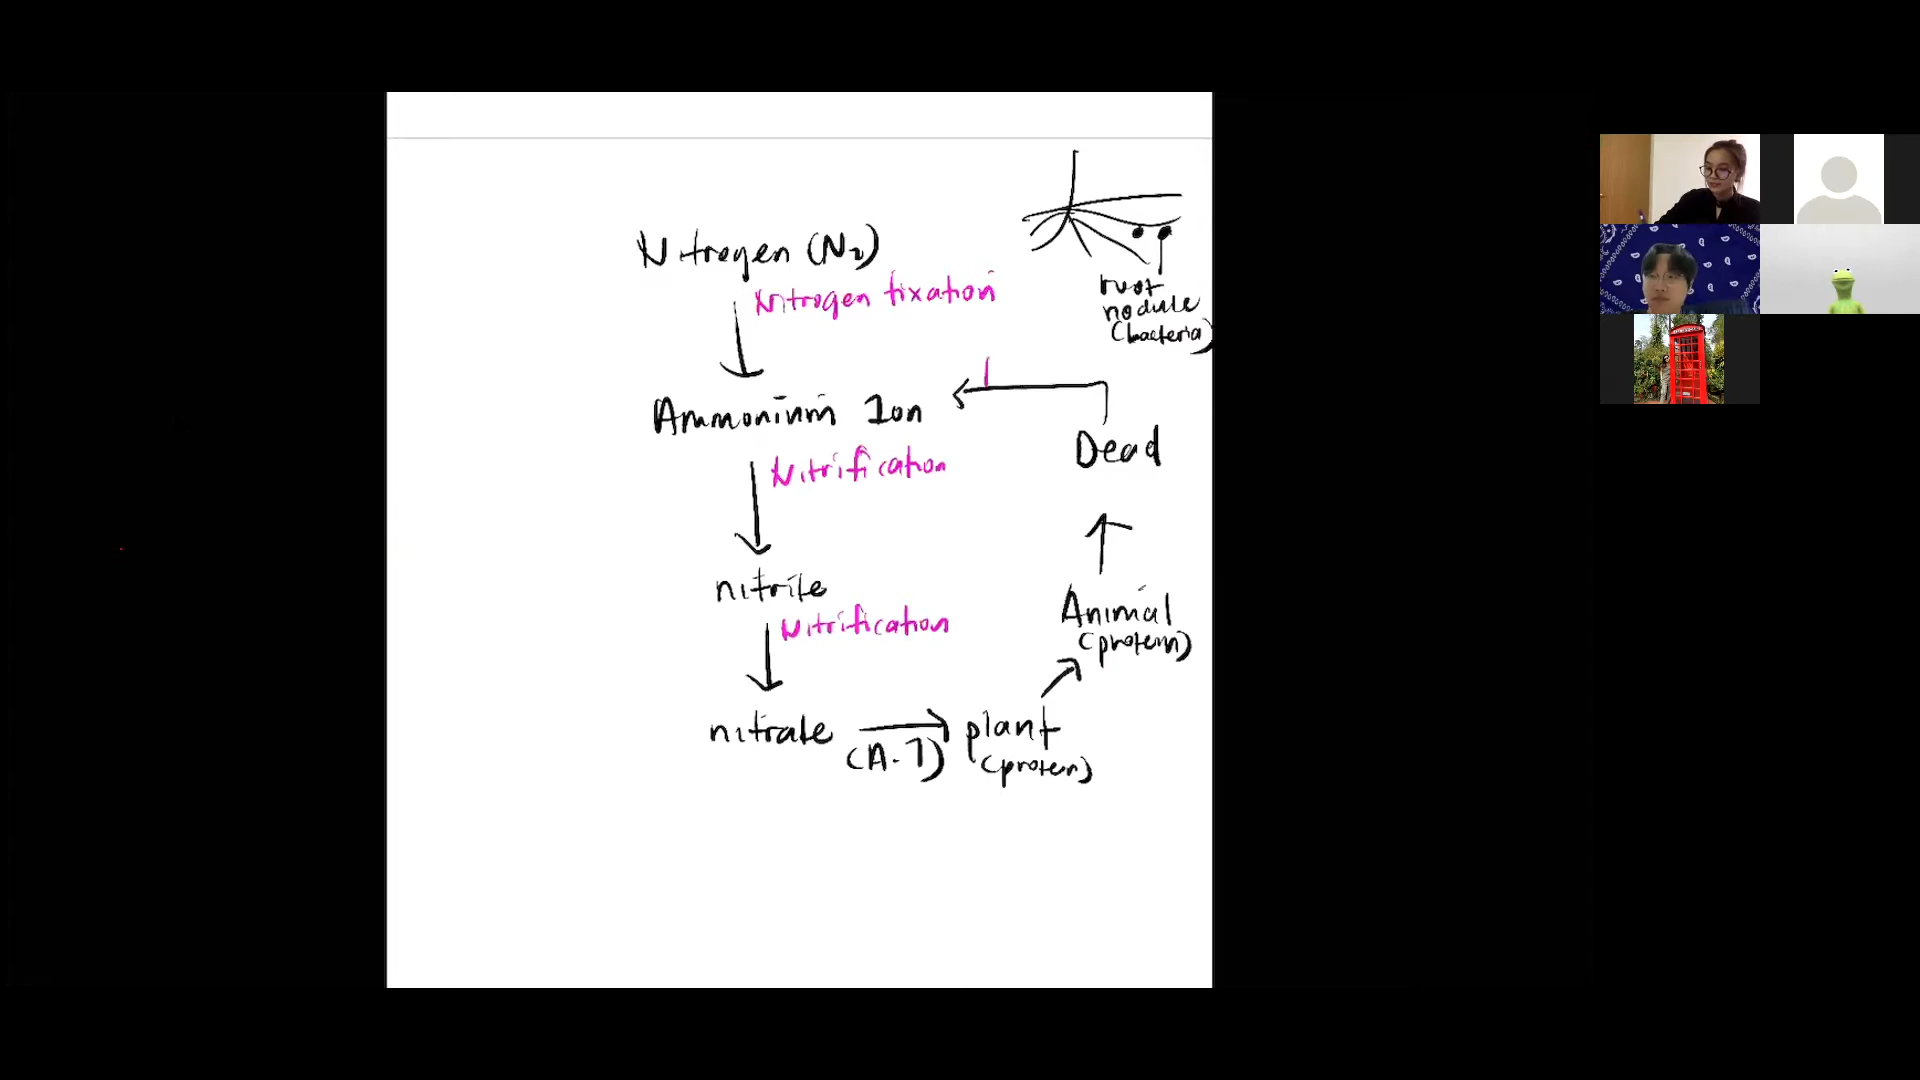 Nitrogen (N₂)
Nitrogen fixation
root
nodule
(bacteria)
Ammonium Ion
Nitrification
Dead
nitrite
Nitrification
Animal
(protein)
nitrate
(A.T)
plant
(protein)